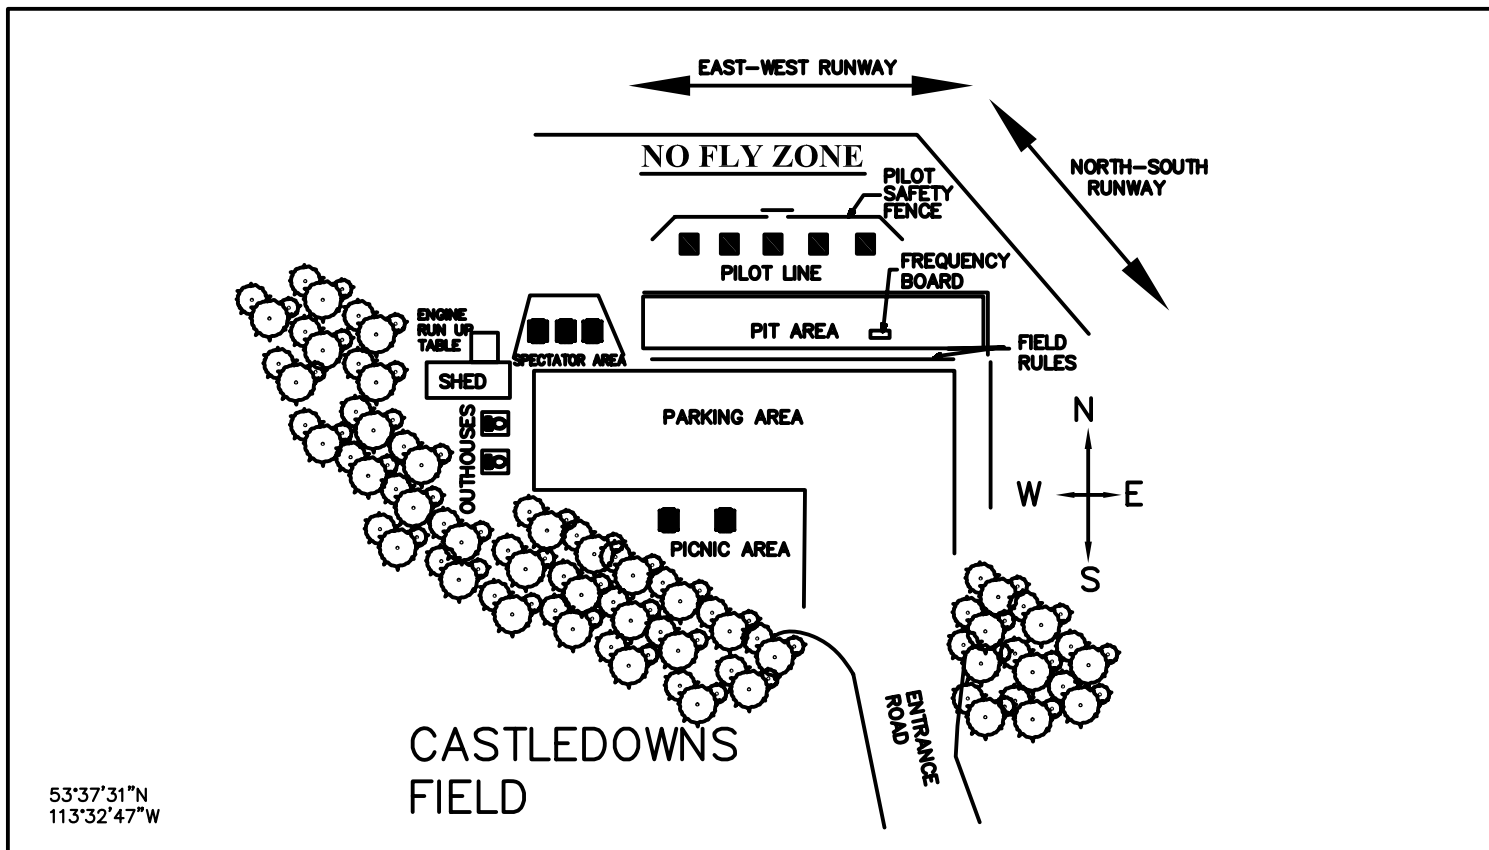 EAST-WEST RUNWAY
NO FLY ZONE
NORTH-SOUTH
RUNWAY
PILOT
SAFETY
FENCE
PILOT LINE
FREQUENCY
BOARD
ENGINE
RUN UP
TABLE
PIT AREA
SPECTATOR AREA
FIELD
RULES
SHED
PARKING AREA
OUTHOUSES
N
W
E
S
PICNIC AREA
ENTRANCE
ROAD
CASTLEDOWNS
FIELD
53°37'31"N
113°32'47"W